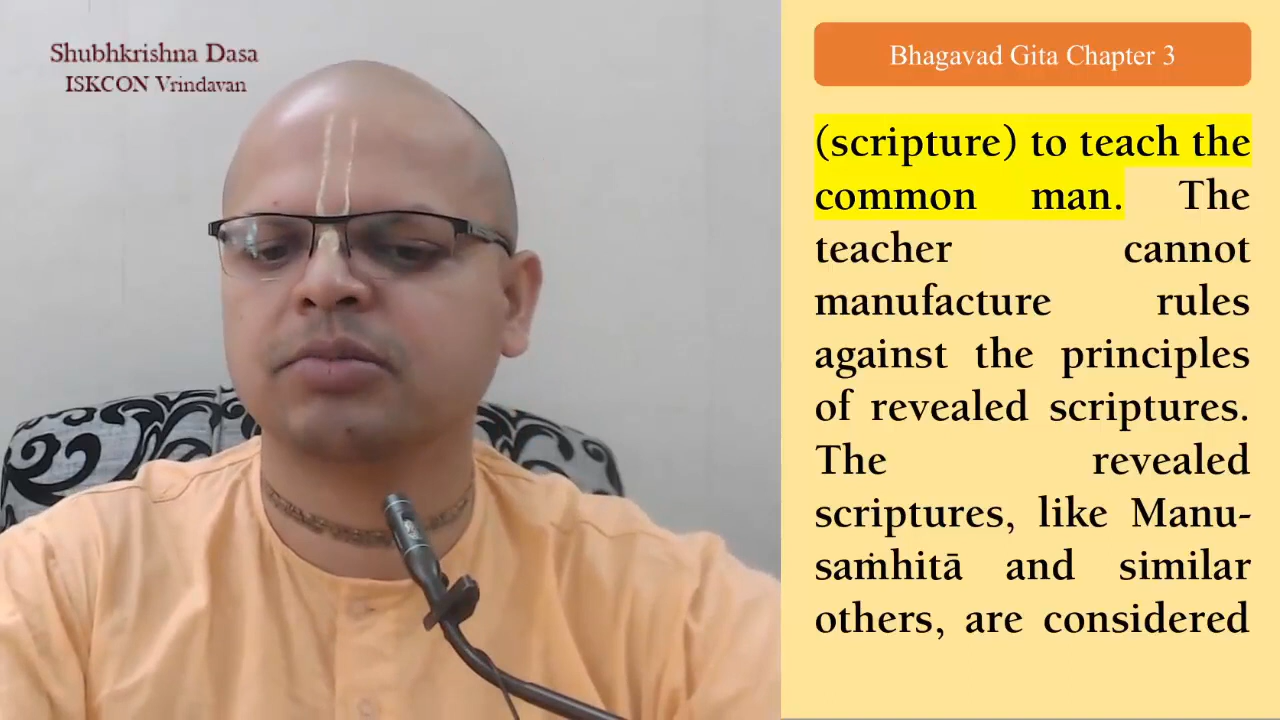 Shubhkrishna Dasa
ISKCON Vrindavan
Bhagavad Gita Chapter 3
(scripture) to teach the
common man. The
teacher cannot
manufacture rules
against the principles
of revealed scriptures.
The revealed
scriptures, like Manu-
saṁhitā and similar
others, are considered